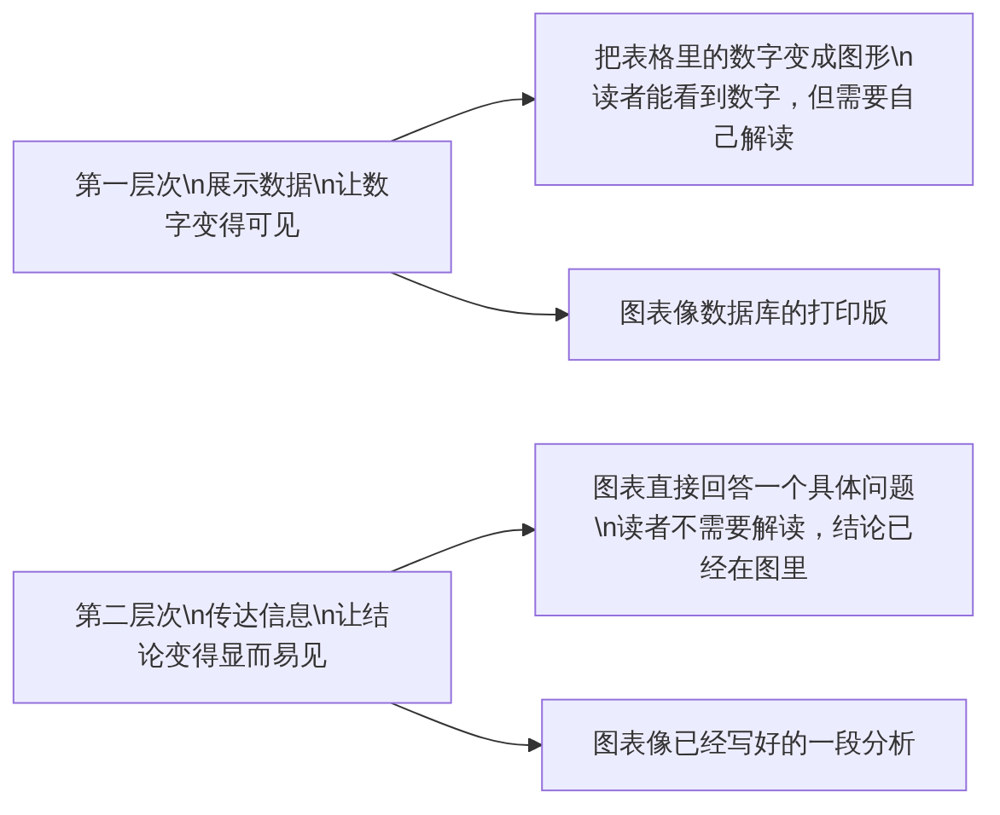 把表格里的数字变成图形\n
读者能看到数字，但需要自
己解读
第一层次\n展示数据\n让数
字变得可见
图表像数据库的打印版
图表直接回答一个具体问题
\n读者不需要解读，结论已
经在图里
第二层次\n传达信息\n让结
论变得显而易见
图表像已经写好的一段分析